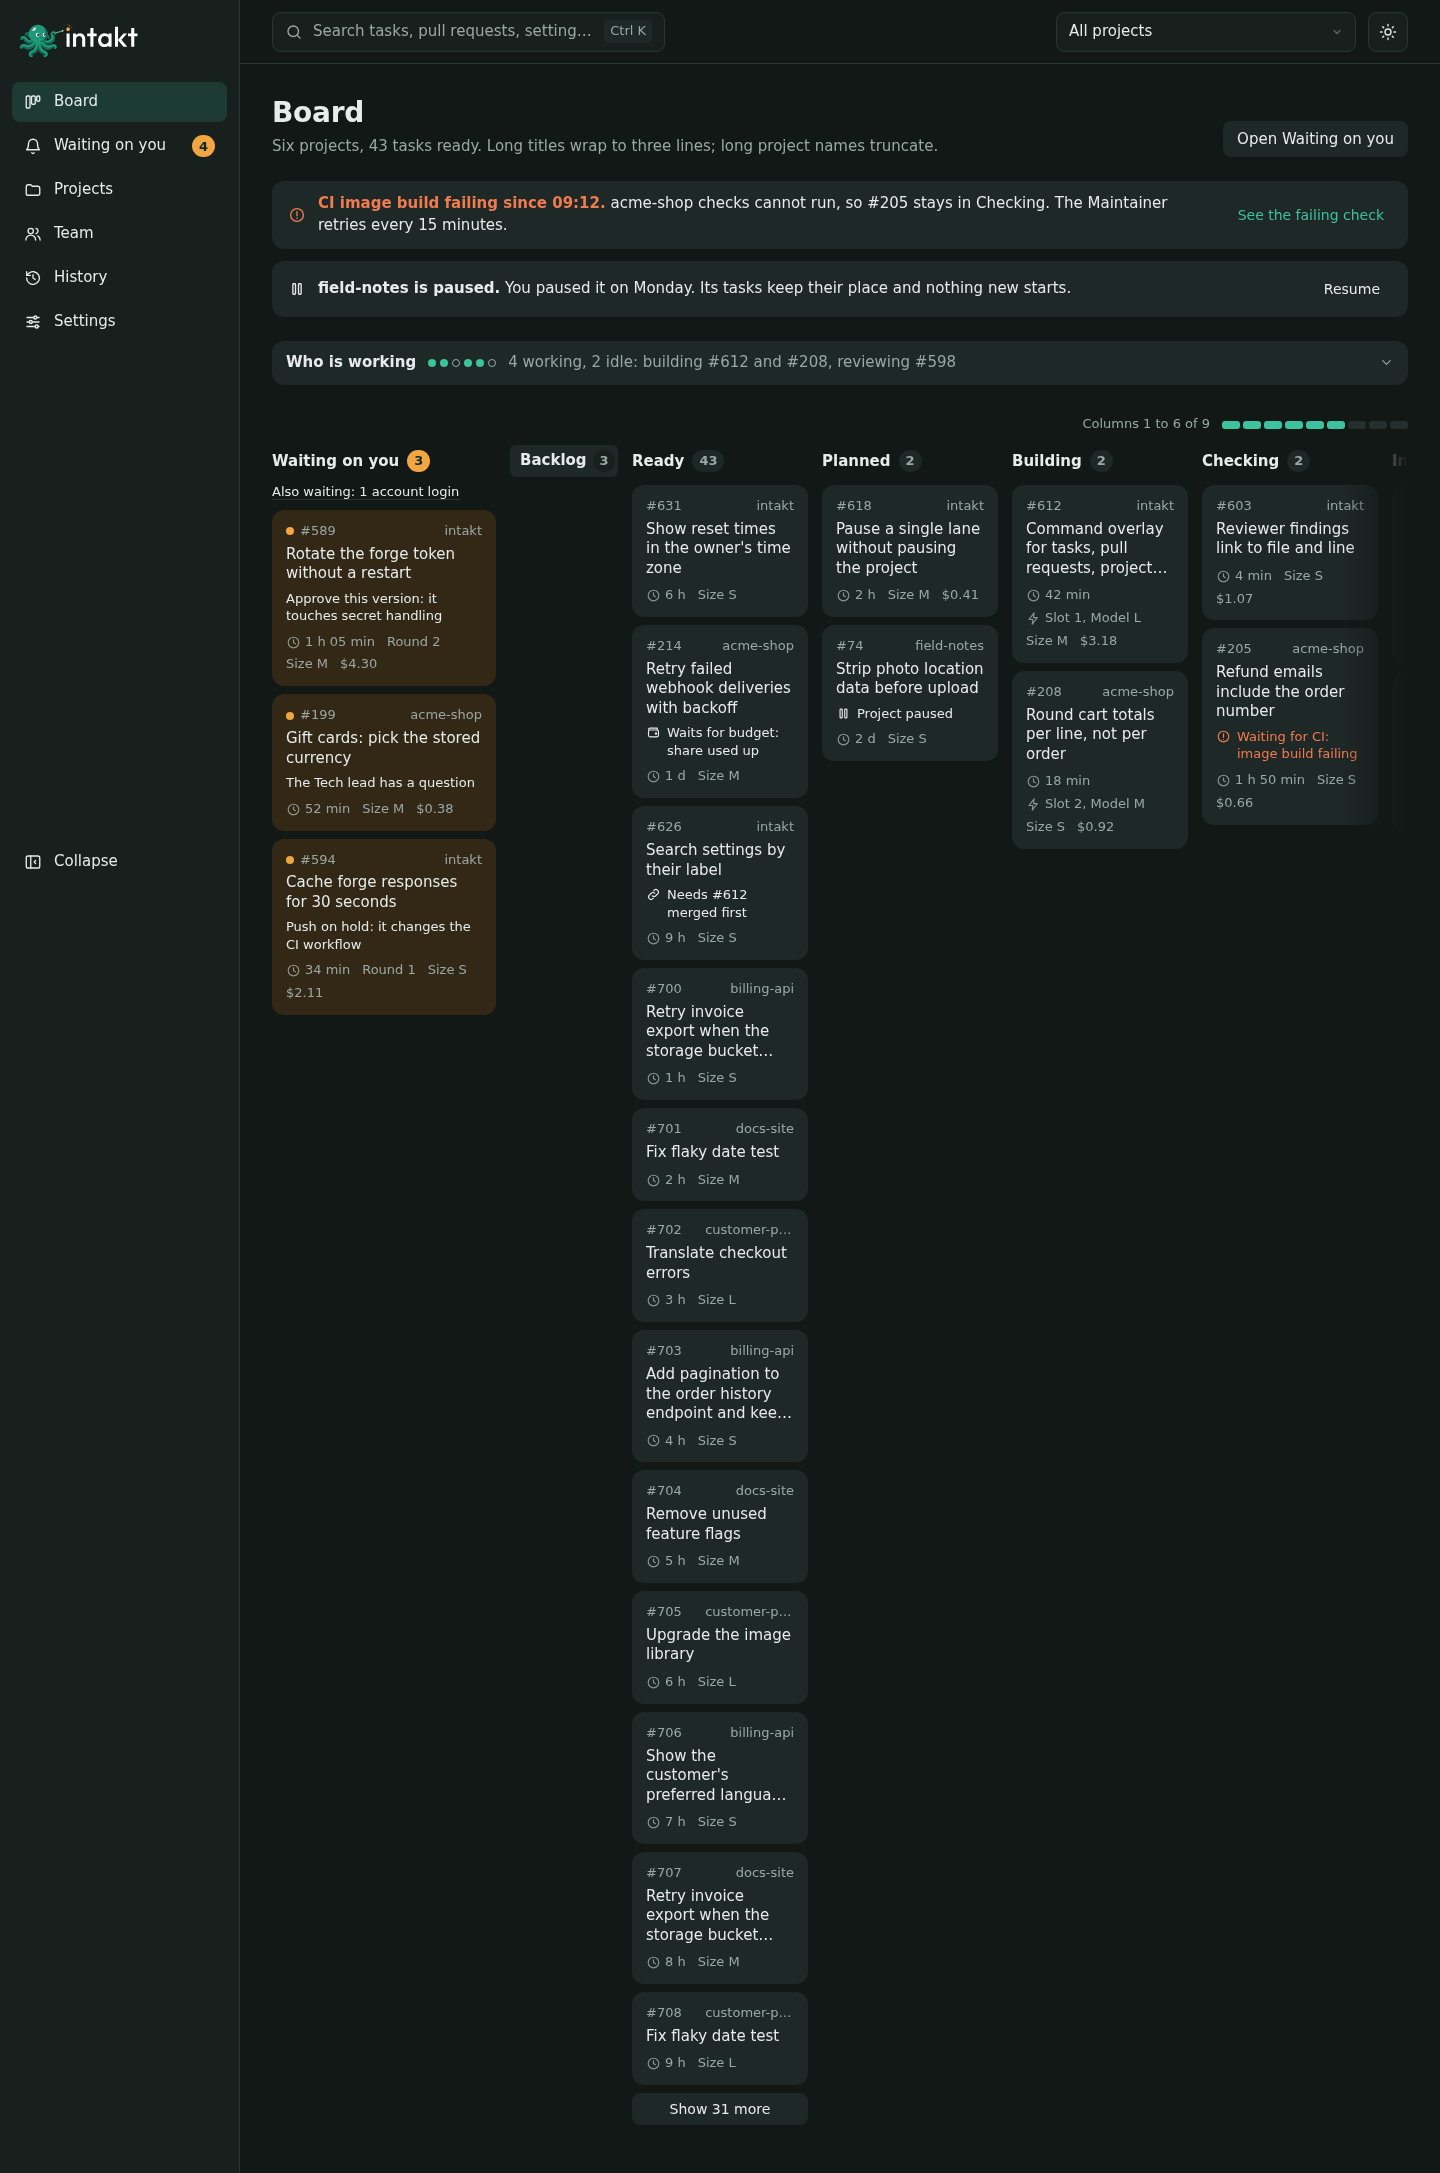 intakt
Search tasks, pull requests, setting… Ctrl K
All projects
Board
Waiting on you 4
Projects
Team
History
Settings
Collapse
Board
Six projects, 43 tasks ready. Long titles wrap to three lines; long project names truncate.
Open Waiting on you
CI image build failing since 09:12. acme-shop checks cannot run, so #205 stays in Checking. The Maintainer
retries every 15 minutes.
See the failing check
field-notes is paused. You paused it on Monday. Its tasks keep their place and nothing new starts.
Resume
Who is working 4 working, 2 idle: building #612 and #208, reviewing #598
Columns 1 to 6 of 9
Waiting on you 3
Also waiting: 1 account login
#589 intakt
Rotate the forge token
without a restart
Approve this version: it
touches secret handling
1 h 05 min Round 2
Size M $4.30
#199 acme-shop
Gift cards: pick the stored
currency
The Tech lead has a question
52 min Size M $0.38
#594 intakt
Cache forge responses
for 30 seconds
Push on hold: it changes the
CI workflow
34 min Round 1 Size S
$2.11
Backlog 3
Ready 43
#631 intakt
Show reset times
in the owner's time
zone
6 h Size S
#214 acme-shop
Retry failed
webhook deliveries
with backoff
Waits for budget:
share used up
1 d Size M
#626 intakt
Search settings by
their label
Needs #612
merged first
9 h Size S
#700 billing-api
Retry invoice
export when the
storage bucket…
1 h Size S
#701 docs-site
Fix flaky date test
2 h Size M
#702 customer-p…
Translate checkout
errors
3 h Size L
#703 billing-api
Add pagination to
the order history
endpoint and kee…
4 h Size S
#704 docs-site
Remove unused
feature flags
5 h Size M
#705 customer-p…
Upgrade the image
library
6 h Size L
#706 billing-api
Show the
customer's
preferred langua…
7 h Size S
#707 docs-site
Retry invoice
export when the
storage bucket…
8 h Size M
#708 customer-p…
Fix flaky date test
9 h Size L
Show 31 more
Planned 2
#618 intakt
Pause a single lane
without pausing
the project
2 h Size M $0.41
#74 field-notes
Strip photo location
data before upload
Project paused
2 d Size S
Building 2
#612 intakt
Command overlay
for tasks, pull
requests, project…
42 min
Slot 1, Model L
Size M $3.18
#208 acme-shop
Round cart totals
per line, not per
order
18 min
Slot 2, Model M
Size S $0.92
Checking 2
#603 intakt
Reviewer findings
link to file and line
4 min Size S
$1.07
#205 acme-shop
Refund emails
include the order
number
Waiting for CI:
image build failing
1 h 50 min Size S
$0.66